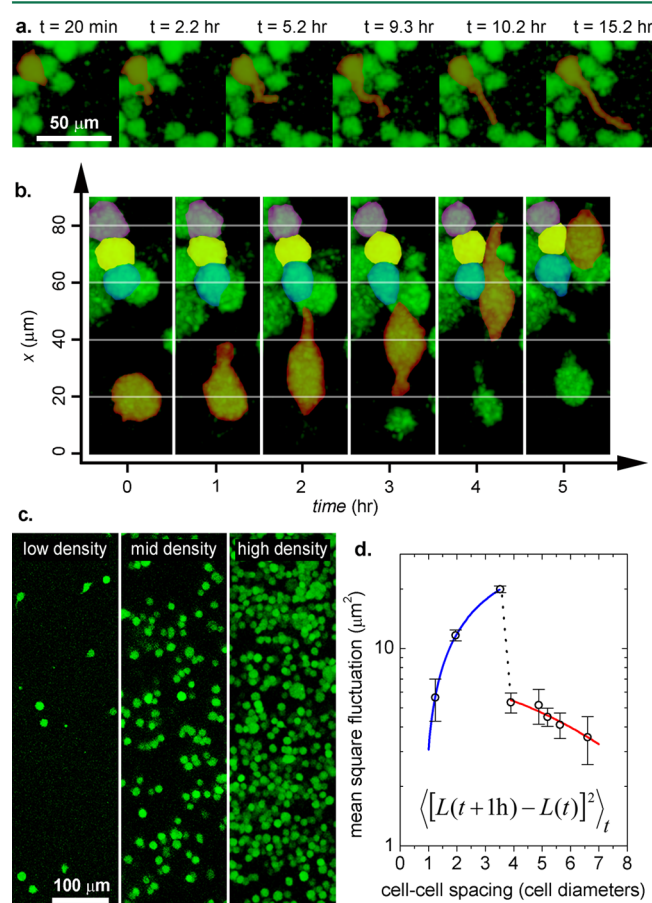 a. t = 20 min t = 2.2 hr t = 5.2 hr t = 9.3 hr t = 10.2 hr t = 15.2 hr
50 μm
b.
x (μm)
80
60
40
20
0
0 1 2 3 4 5
time (hr)
c.
low density mid density high density
100 μm
d.
mean square fluctuation (μm²)
10
1
⟨[L(t + 1h) − L(t)]²⟩t
0 1 2 3 4 5 6 7 8
cell-cell spacing (cell diameters)